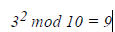 3² mod 10 = 9